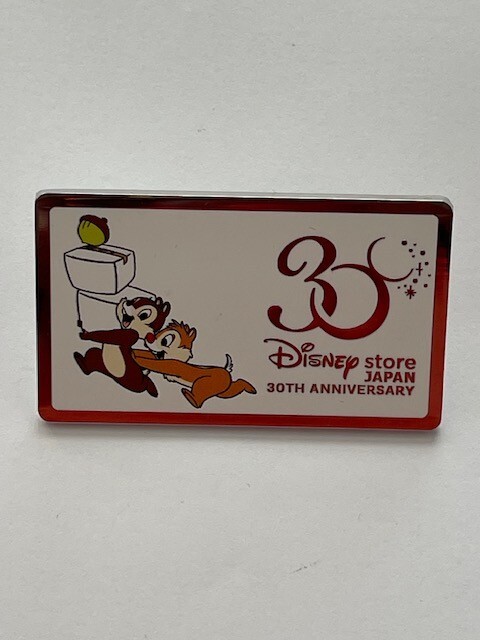 30
Disney store
JAPAN
30TH ANNIVERSARY